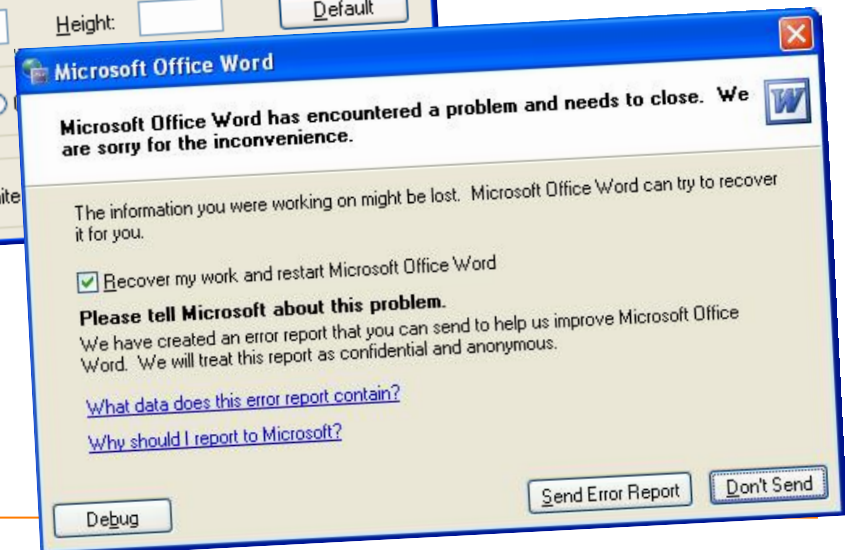 Height:
Default
Microsoft Office Word
Microsoft Office Word has encountered a problem and needs to close. We
are sorry for the inconvenience.
The information you were working on might be lost. Microsoft Office Word can try to recover
it for you.
Recover my work and restart Microsoft Office Word
Please tell Microsoft about this problem.
We have created an error report that you can send to help us improve Microsoft Office
Word. We will treat this report as confidential and anonymous.
What data does this error report contain?
Why should I report to Microsoft?
Debug
Send Error Report
Don't Send